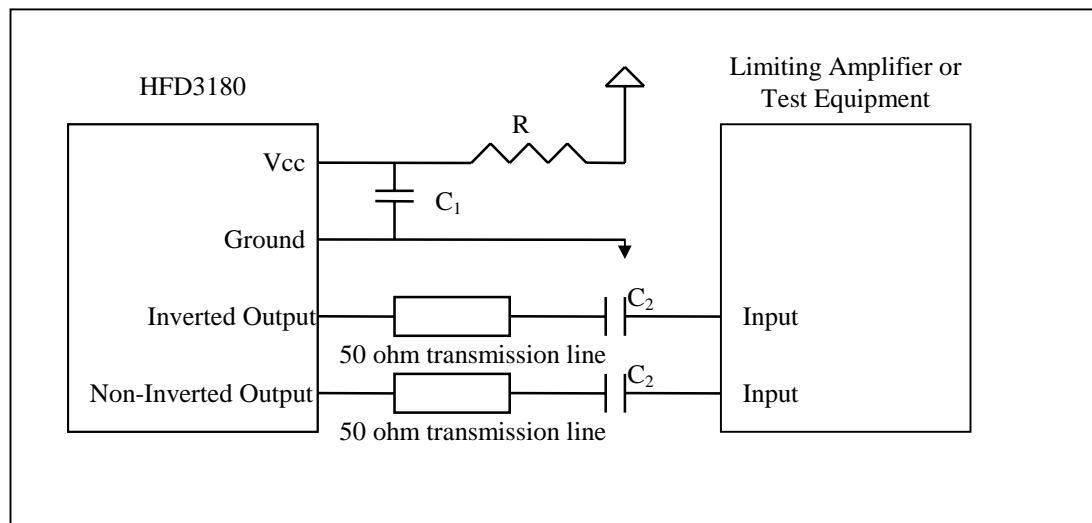 HFD3180
Limiting Amplifier or
Test Equipment
R
Vcc
C₁
Ground
C₂
Inverted Output
Input
50 ohm transmission line
C₂
Non-Inverted Output
Input
50 ohm transmission line